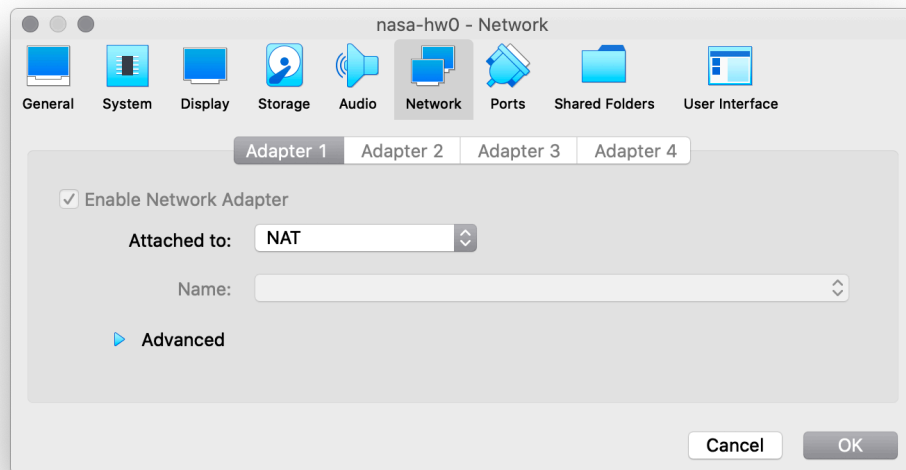 nasa-hw0 - Network
General System Display Storage Audio Network Ports Shared Folders User Interface
Adapter 1 Adapter 2 Adapter 3 Adapter 4
Enable Network Adapter
Attached to: NAT
Name:
Advanced
Cancel OK